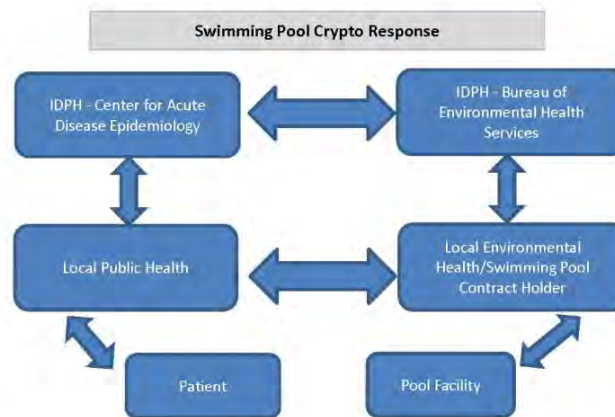 Swimming Pool Crypto Response
IDPH - Center for Acute
Disease Epidemiology
IDPH - Bureau of
Environmental Health
Services
Local Public Health
Local Environmental
Health/Swimming Pool
Contract Holder
Patient
Pool Facility